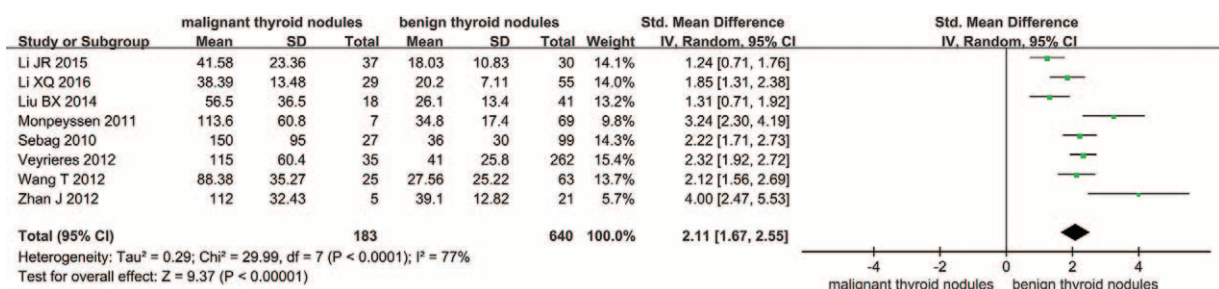 malignant thyroid nodules benign thyroid nodules Std. Mean Difference Std. Mean Difference
Study or Subgroup Mean SD Total Mean SD Total Weight IV, Random, 95% CI IV, Random, 95% CI
Li JR 2015 41.58 23.36 37 18.03 10.83 30 14.1% 1.24 [0.71, 1.76]
Li XQ 2016 38.39 13.48 29 20.2 7.11 55 14.0% 1.85 [1.31, 2.38]
Liu BX 2014 56.5 36.5 18 26.1 13.4 41 13.2% 1.31 [0.71, 1.92]
Monpeyssen 2011 113.6 60.8 7 34.8 17.4 69 9.8% 3.24 [2.30, 4.19]
Sebag 2010 150 95 27 36 30 99 14.2% 2.22 [1.71, 2.73]
Veyrieres 2012 115 60.4 35 41 25.8 262 15.4% 2.32 [1.92, 2.72]
Wang T 2012 88.38 35.27 25 27.56 25.22 63 13.7% 2.12 [1.56, 2.69]
Zhan J 2012 112 32.43 5 39.1 12.82 21 5.7% 4.00 [2.47, 5.53]
Total (95% CI) 183 640 100.0% 2.11 [1.67, 2.55]
Heterogeneity: Tau² = 0.29; Chi² = 29.99, df = 7 (P < 0.0001); I² = 77%
Test for overall effect: Z = 9.37 (P < 0.00001)
-4 -2 0 2 4
malignant thyroid nodules benign thyroid nodules